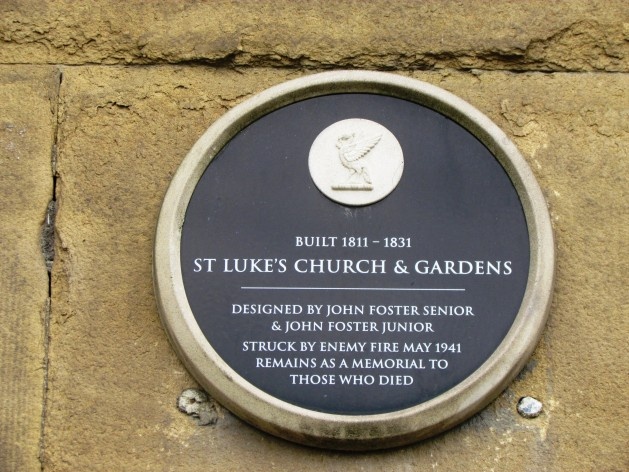 BUILT 1811 – 1831
ST LUKE'S CHURCH & GARDENS
DESIGNED BY JOHN FOSTER SENIOR
& JOHN FOSTER JUNIOR
STRUCK BY ENEMY FIRE MAY 1941
REMAINS AS A MEMORIAL TO
THOSE WHO DIED